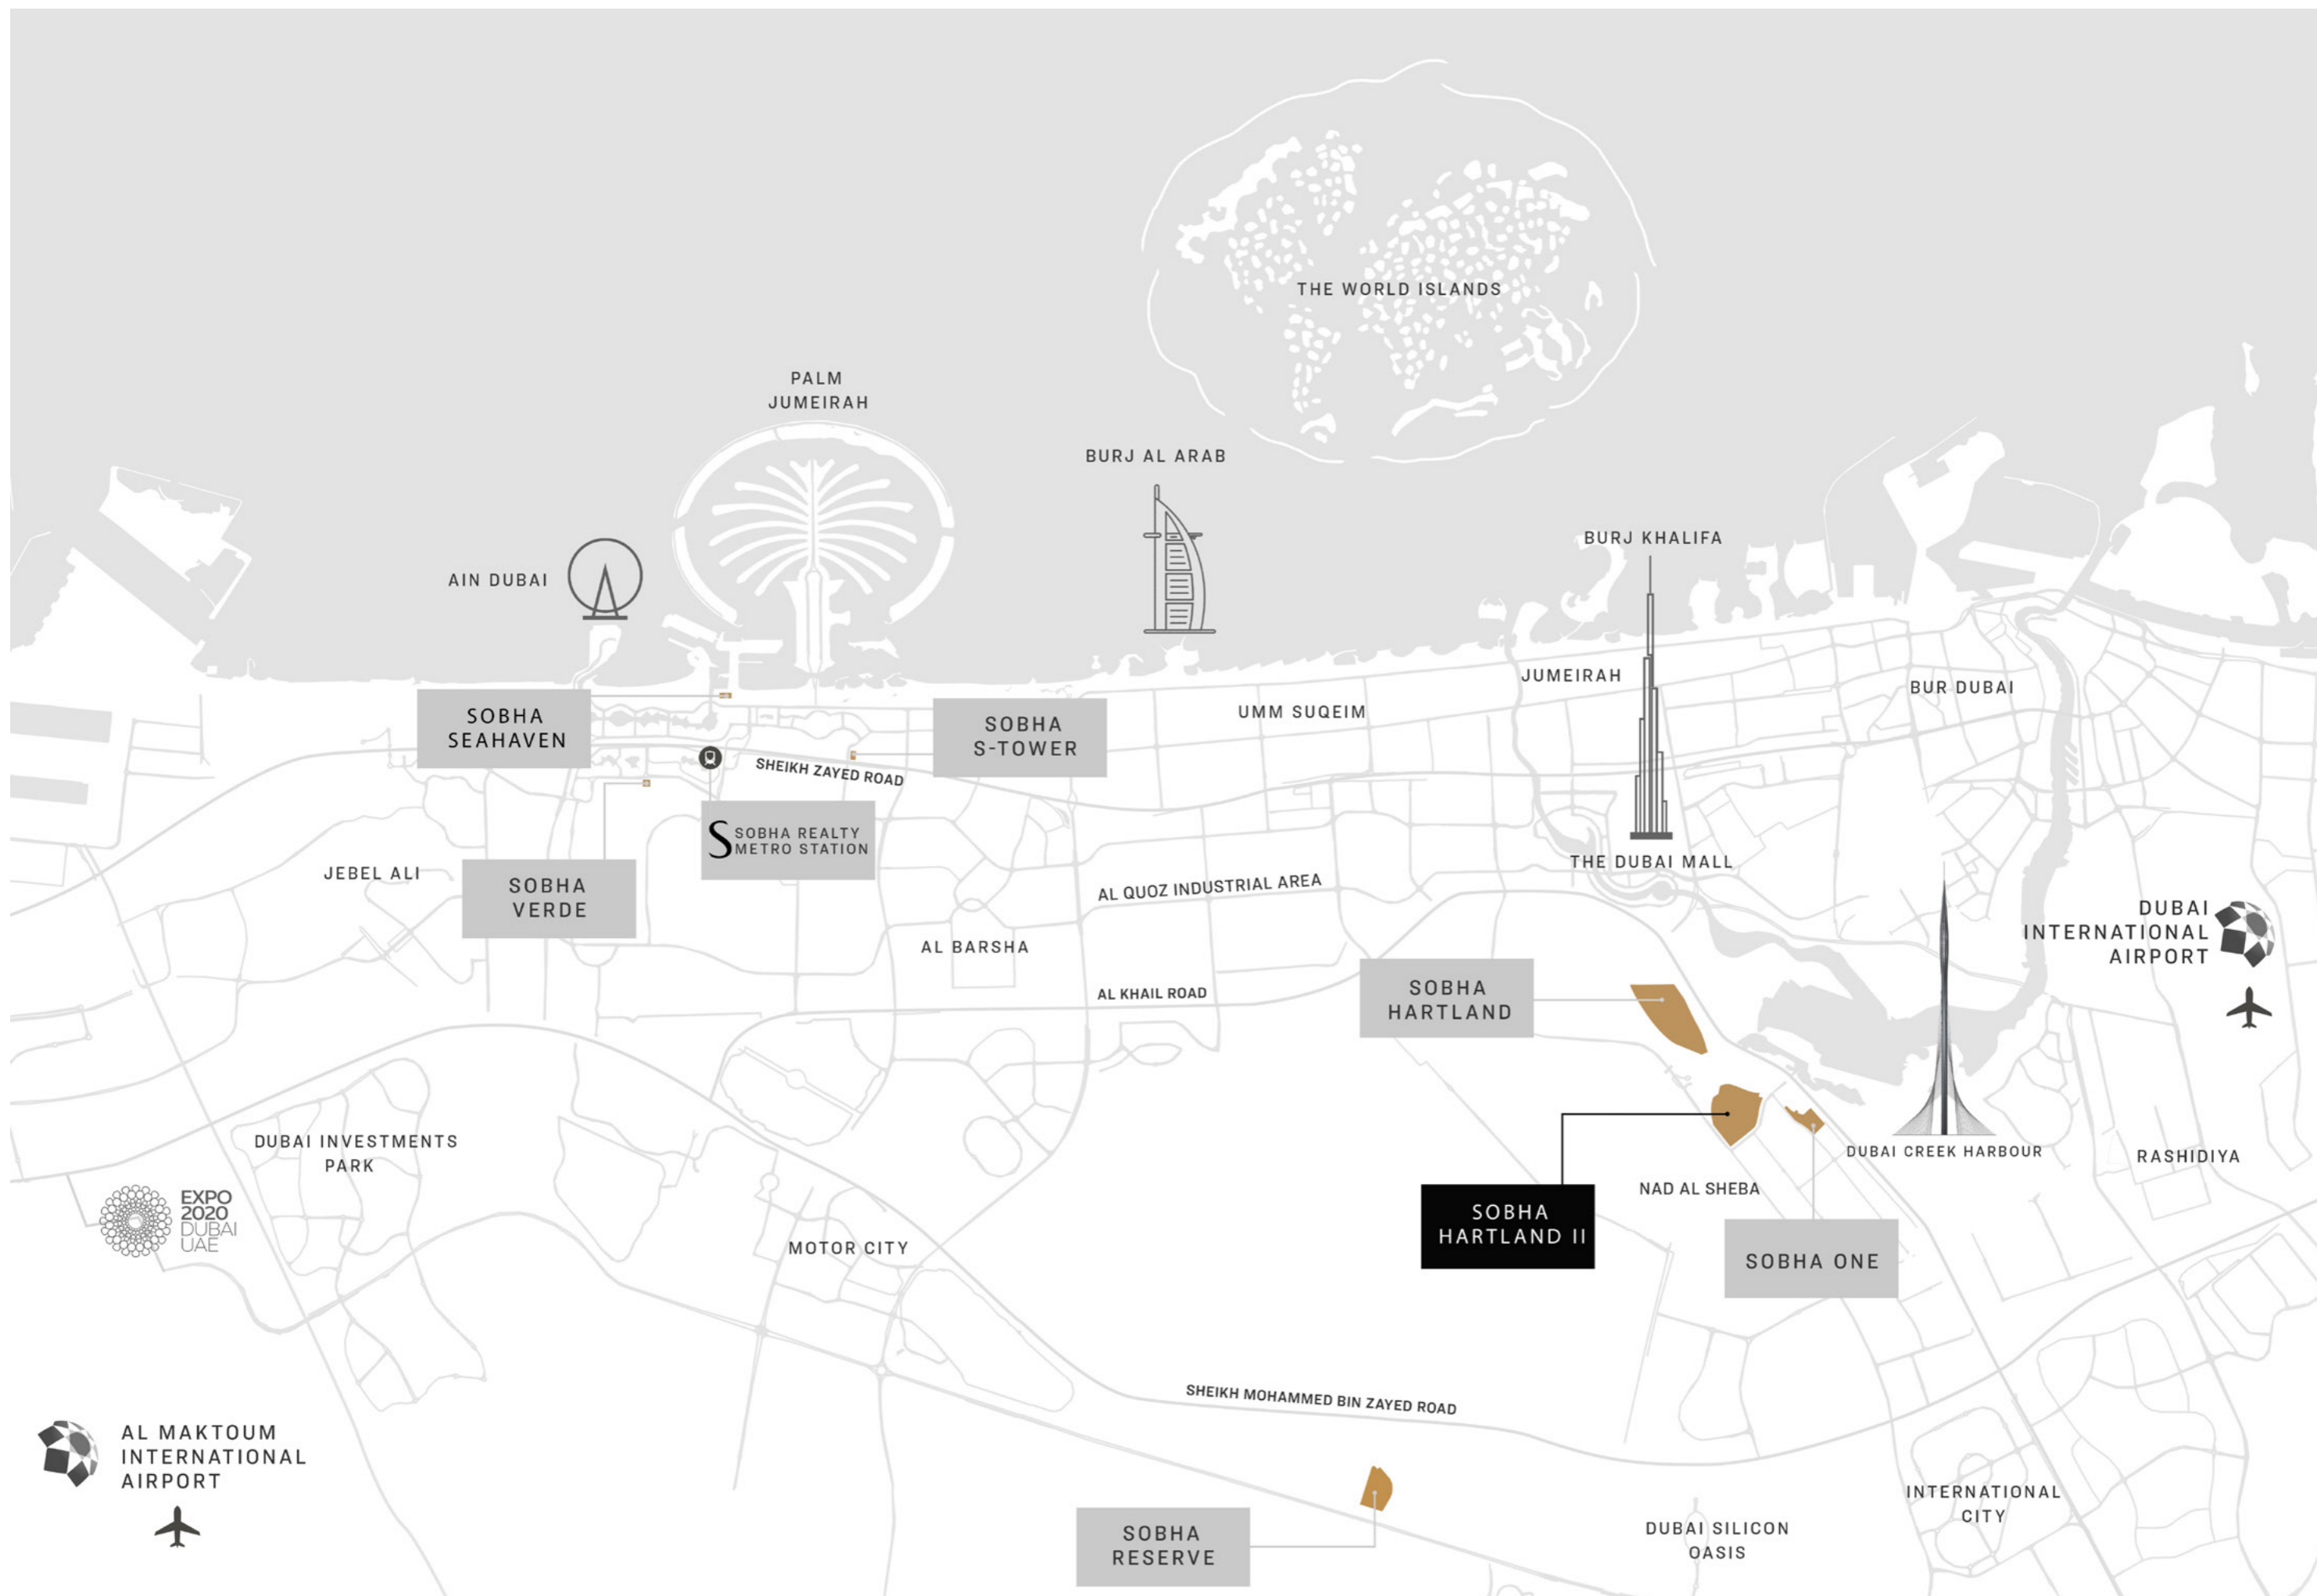 THE WORLD ISLANDS
PALM
JUMEIRAH
BURJ AL ARAB
BURJ KHALIFA
AIN DUBAI
JUMEIRAH
BUR DUBAI
SOBHA
SEAHAVEN
SOBHA
S-TOWER
UMM SUQEIM
SHEIKH ZAYED ROAD
S SOBHA REALTY
METRO STATION
THE DUBAI MALL
JEBEL ALI
SOBHA
VERDE
AL QUOZ INDUSTRIAL AREA
DUBAI
INTERNATIONAL
AIRPORT
AL BARSHA
AL KHAIL ROAD
SOBHA
HARTLAND
DUBAI INVESTMENTS
PARK
DUBAI CREEK HARBOUR
RASHIDIYA
NAD AL SHEBA
EXPO
2020
DUBAI
UAE
SOBHA
HARTLAND II
MOTOR CITY
SOBHA ONE
SHEIKH MOHAMMED BIN ZAYED ROAD
AL MAKTOUM
INTERNATIONAL
AIRPORT
INTERNATIONAL
CITY
SOBHA
RESERVE
DUBAI SILICON
OASIS